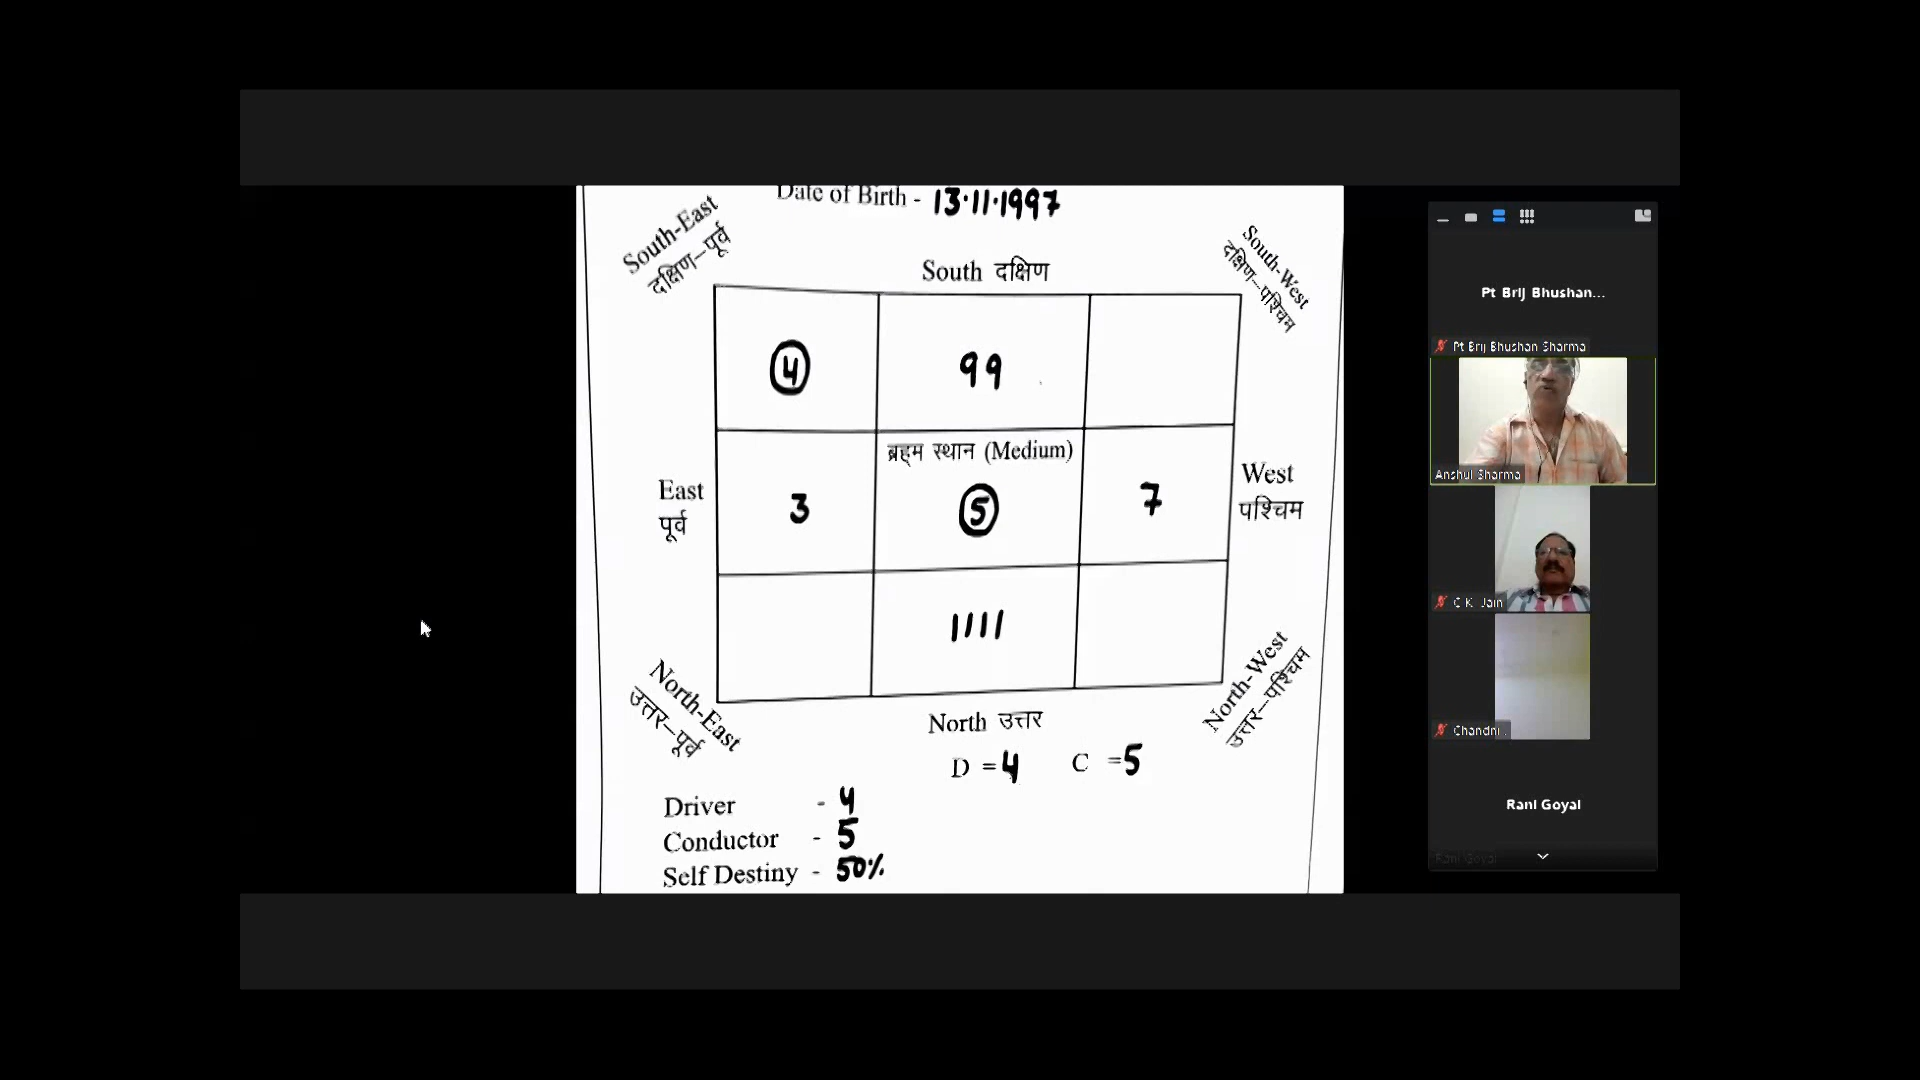 Date of Birth - 13.11.1997
South-East
दक्षिण–पूर्व
South दक्षिण
South-West
दक्षिण–पश्चिम
4
99
ब्रह्म स्थान (Medium)
East
पूर्व
3
5
7
West
पश्चिम
1111
North-East
उत्तर–पूर्व
North उत्तर
North-West
उत्तर–पश्चिम
D = 4 C = 5
Driver - 4
Conductor - 5
Self Destiny - 50%
Pt Brij Bhushan...
Pt Brij Bhushan Sharma
Anshul Sharma
C K Jain
Chandni
Rani Goyal
Rani Goyal